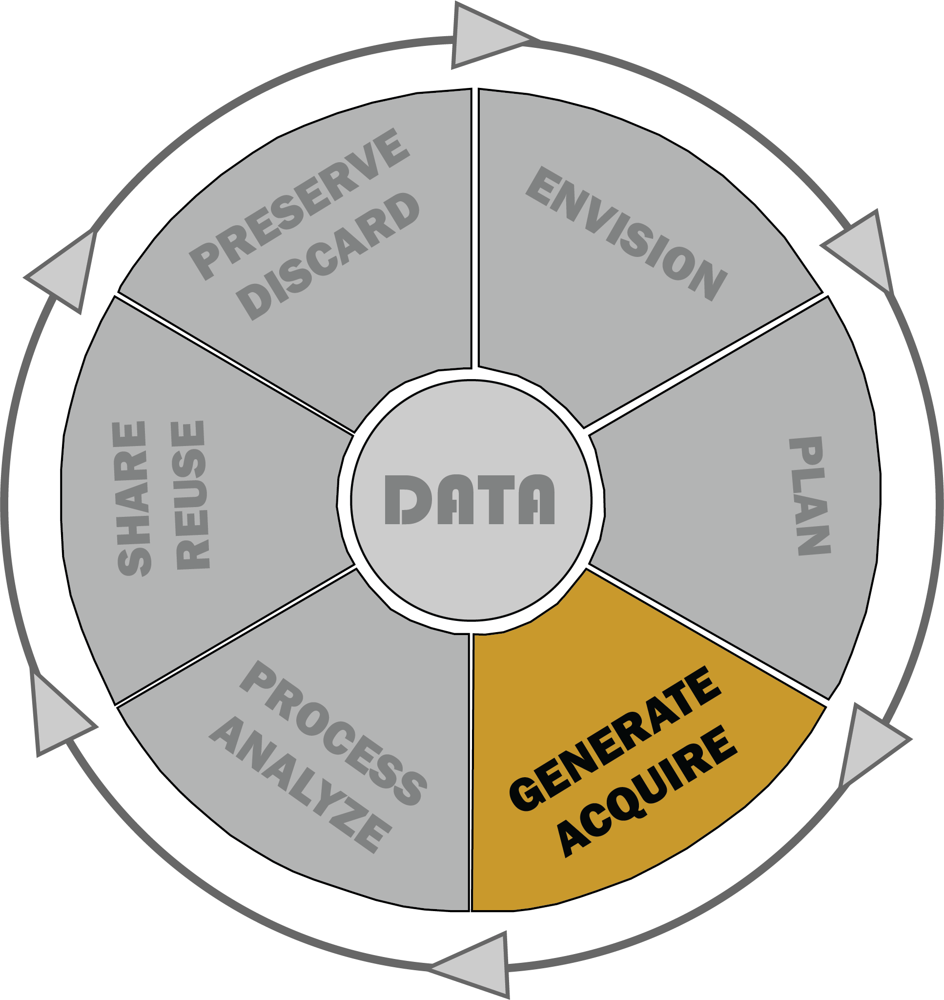 PRESERVE
DISCARD
ENVISION
SHARE
REUSE
DATA
PLAN
PROCESS
ANALYZE
GENERATE
ACQUIRE